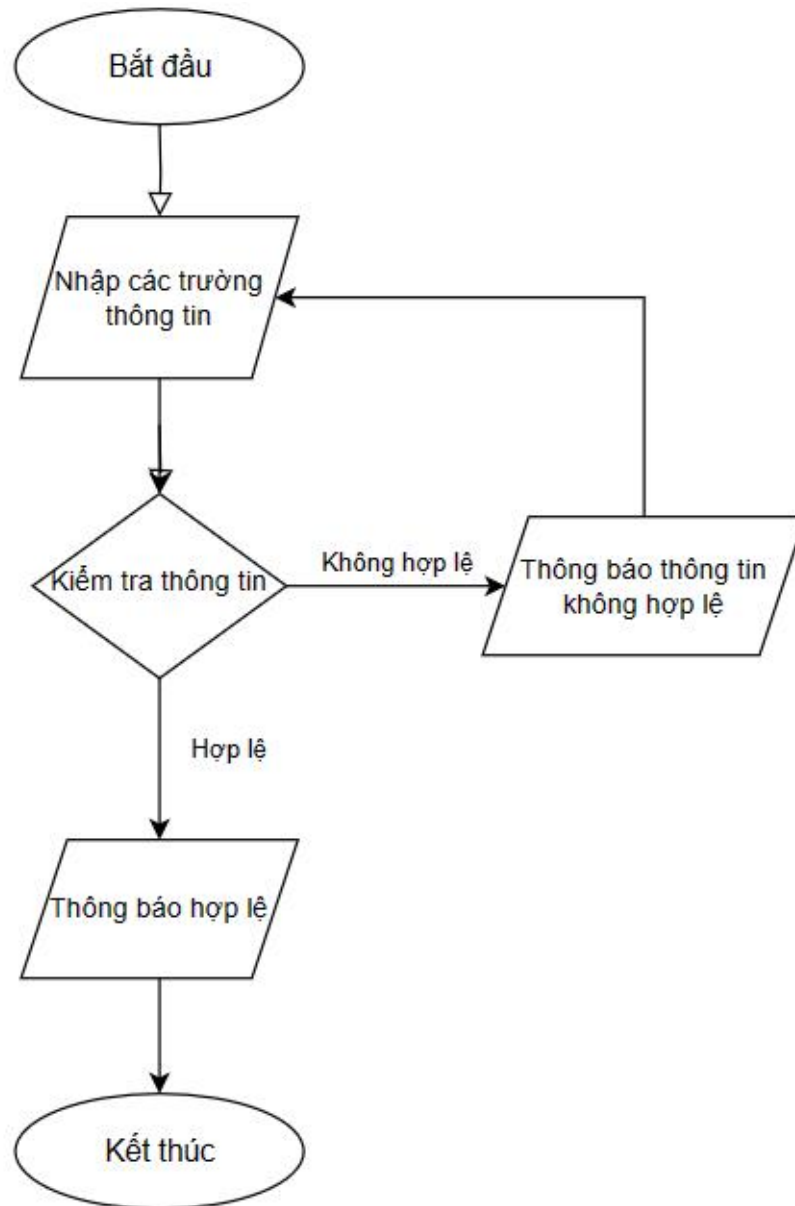 Bắt đầu
Nhập các trường
thông tin
Kiểm tra thông tin
Không hợp lệ
Thông báo thông tin
không hợp lệ
Hợp lệ
Thông báo hợp lệ
Kết thúc